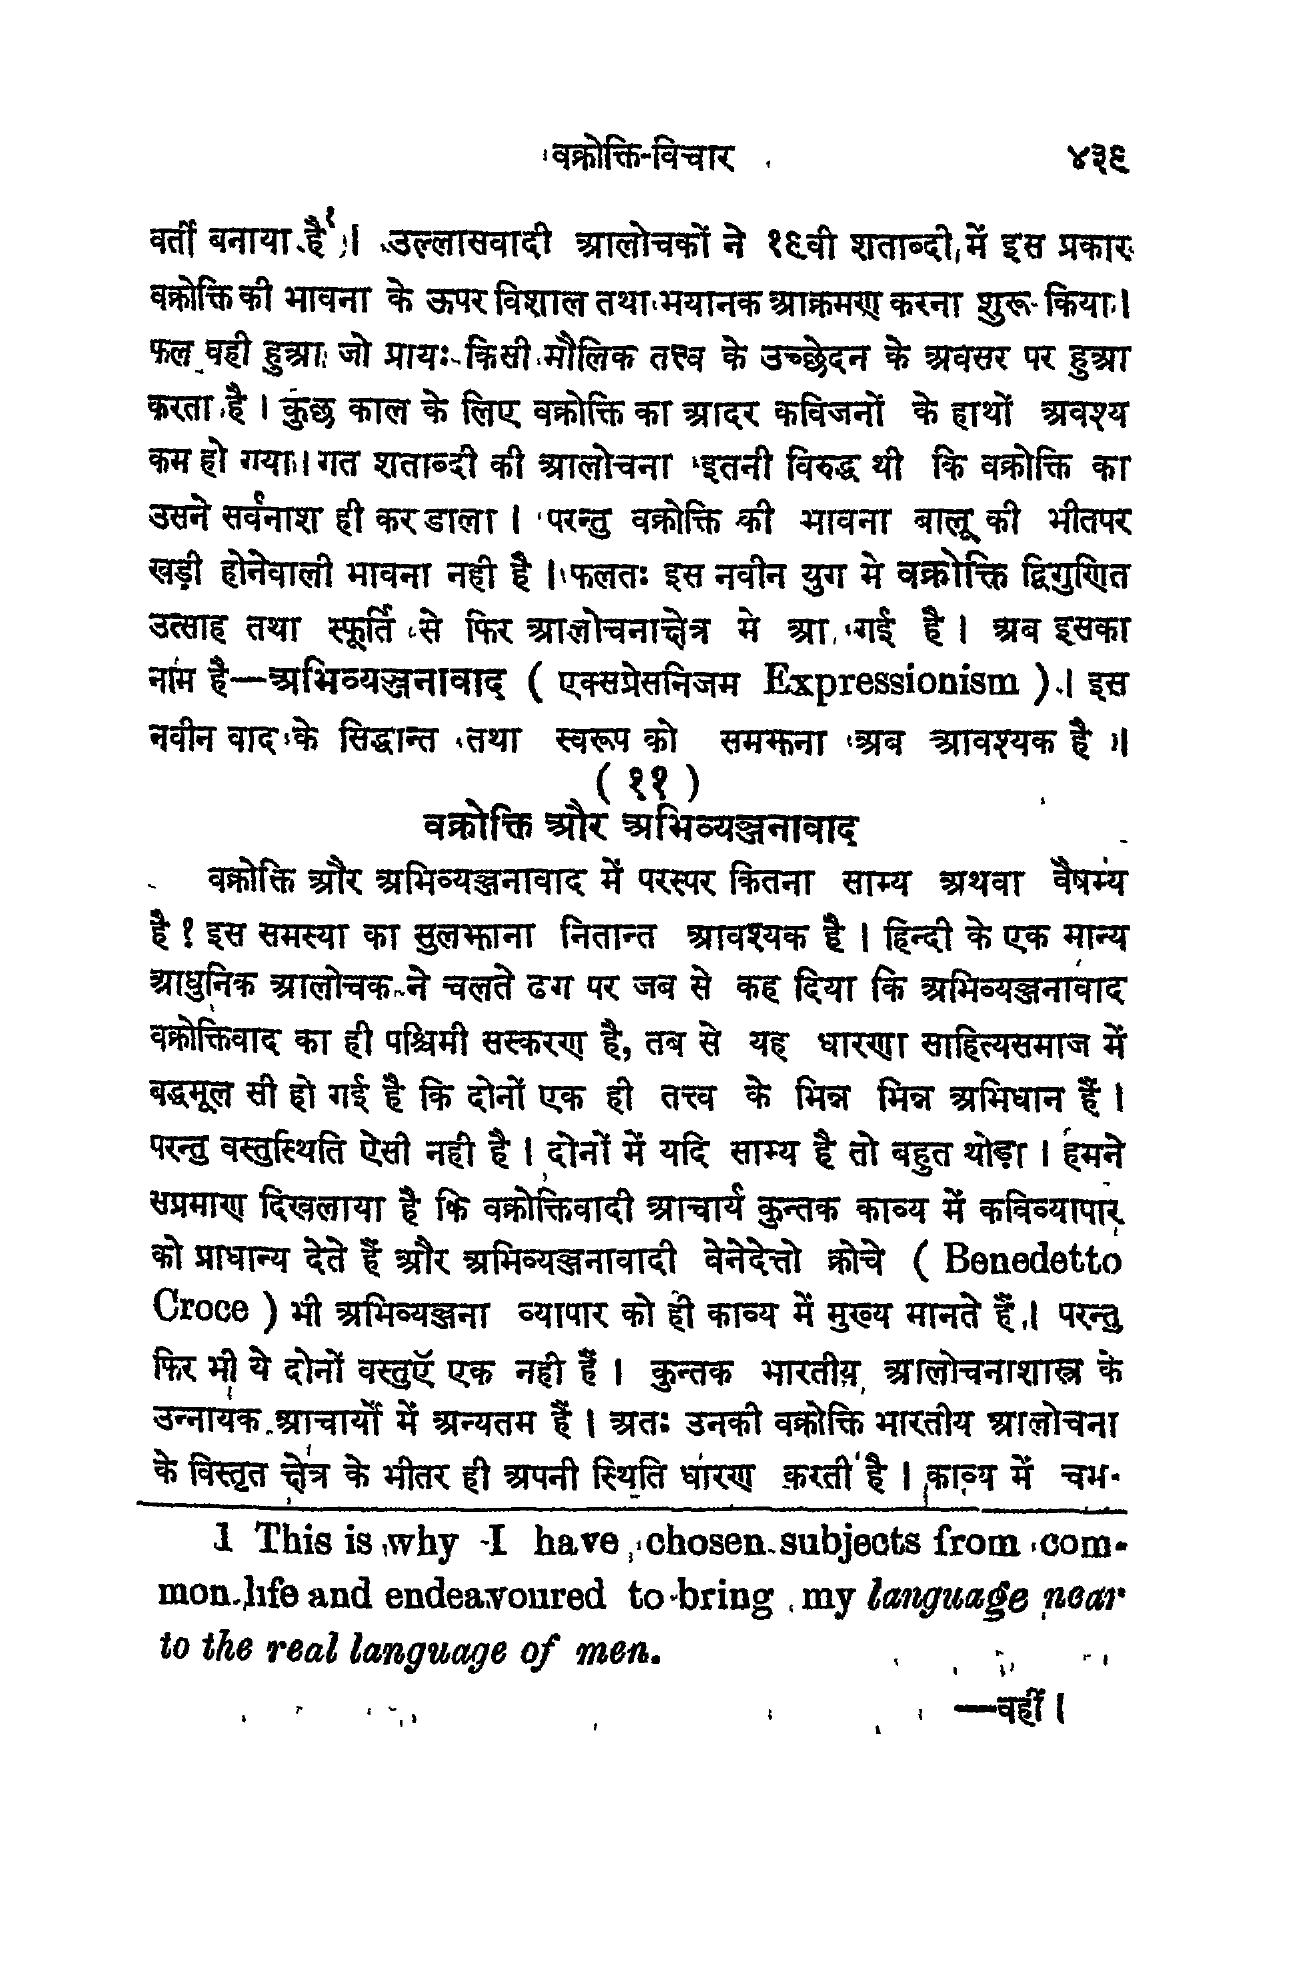 वक्रोक्ति-विचार ४३९
वर्ती बनाया है१। उल्लासवादी आलोचकों ने १९वी शताब्दी में इस प्रकार
वक्रोक्ति की भावना के ऊपर विशाल तथा भयानक आक्रमण करना शुरू किया।
फल वही हुआ जो प्रायः किसी मौलिक तत्त्व के उच्छेदन के अवसर पर हुआ
करता है। कुछ काल के लिए वक्रोक्ति का आदर कविजनों के हाथों अवश्य
कम हो गया। गत शताब्दी की आलोचना इतनी विरुद्ध थी कि वक्रोक्ति का
उसने सर्वनाश ही कर डाला। परन्तु वक्रोक्ति की भावना बालू की भीतपर
खड़ी होनेवाली भावना नही है। फलतः इस नवीन युग मे वक्रोक्ति द्विगुणित
उत्साह तथा स्फूर्ति से फिर आलोचनाक्षेत्र मे आ गई है। अब इसका
नाम है—अभिव्यञ्जनावाद ( एक्सप्रेसनिजम Expressionism )। इस
नवीन वाद के सिद्धान्त तथा स्वरूप को समझना अब आवश्यक है।
( ११ )
वक्रोक्ति और अभिव्यञ्जनावाद
वक्रोक्ति और अभिव्यञ्जनावाद में परस्पर कितना साम्य अथवा वैषम्य
है? इस समस्या का सुलझाना नितान्त आवश्यक है। हिन्दी के एक मान्य
आधुनिक आलोचक ने चलते ढग पर जब से कह दिया कि अभिव्यञ्जनावाद
वक्रोक्तिवाद का ही पश्चिमी सस्करण है, तब से यह धारणा साहित्यसमाज में
बद्धमूल सी हो गई है कि दोनों एक ही तत्त्व के भिन्न भिन्न अभिधान हैं।
परन्तु वस्तुस्थिति ऐसी नही है। दोनों में यदि साम्य है तो बहुत थोड़ा। हमने
सप्रमाण दिखलाया है कि वक्रोक्तिवादी आचार्य कुन्तक काव्य में कविव्यापार
को प्राधान्य देते हैं और अभिव्यञ्जनावादी वेनेदेत्तो क्रोचे ( Benedetto
Croce ) भी अभिव्यञ्जना व्यापार को ही काव्य में मुख्य मानते हैं। परन्तु
फिर भी ये दोनों वस्तुऍ एक नही हैं। कुन्तक भारतीय आलोचनाशास्त्र के
उन्नायक आचार्यों में अन्यतम हैं। अतः उनकी वक्रोक्ति भारतीय आलोचना
के विस्तृत क्षेत्र के भीतर ही अपनी स्थिति धारण करती है। काव्य में चम-
1 This is why I have chosen subjects from com-
mon life and endeavoured to bring my language near
to the real language of men.
—वहीं।